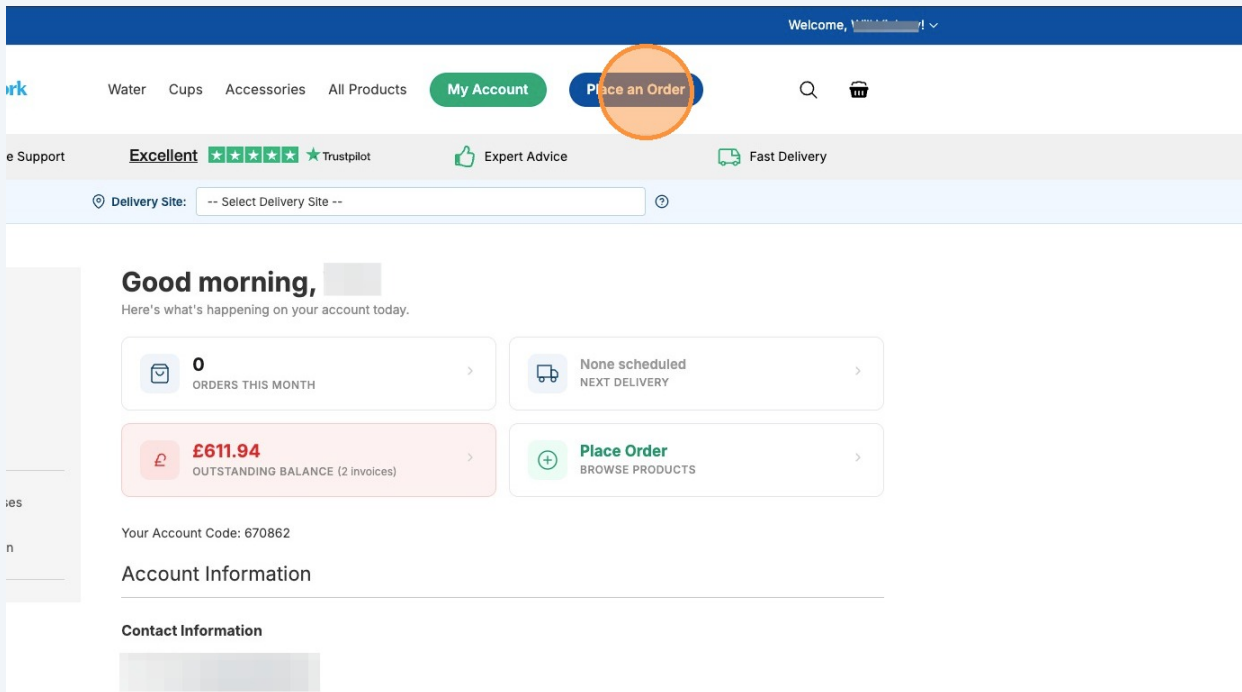 Welcome,
Water Cups Accessories All Products My Account Place an Order
e Support Excellent Trustpilot Expert Advice Fast Delivery
Delivery Site: -- Select Delivery Site --
Good morning,
Here's what's happening on your account today.
0
ORDERS THIS MONTH
None scheduled
NEXT DELIVERY
£611.94
OUTSTANDING BALANCE (2 invoices)
Place Order
BROWSE PRODUCTS
Your Account Code: 670862
Account Information
Contact Information